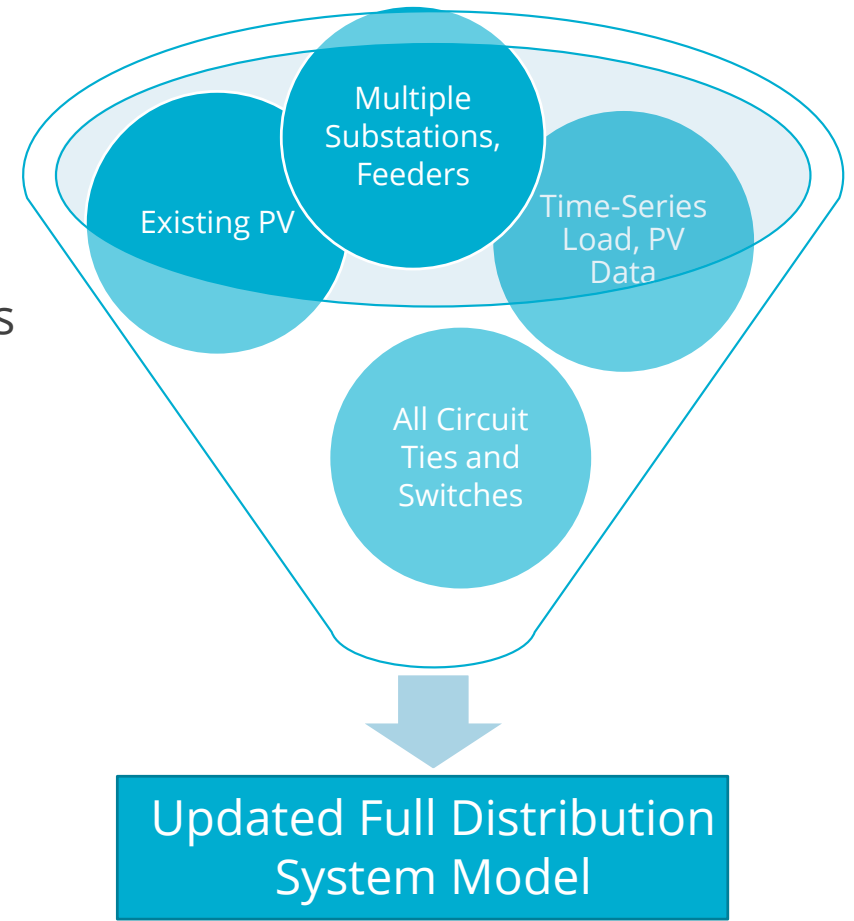 Multiple
Substations,
Feeders
Existing PV
Time-Series
Load, PV
Data
s
All Circuit
Ties and
Switches
Updated Full Distribution
System Model